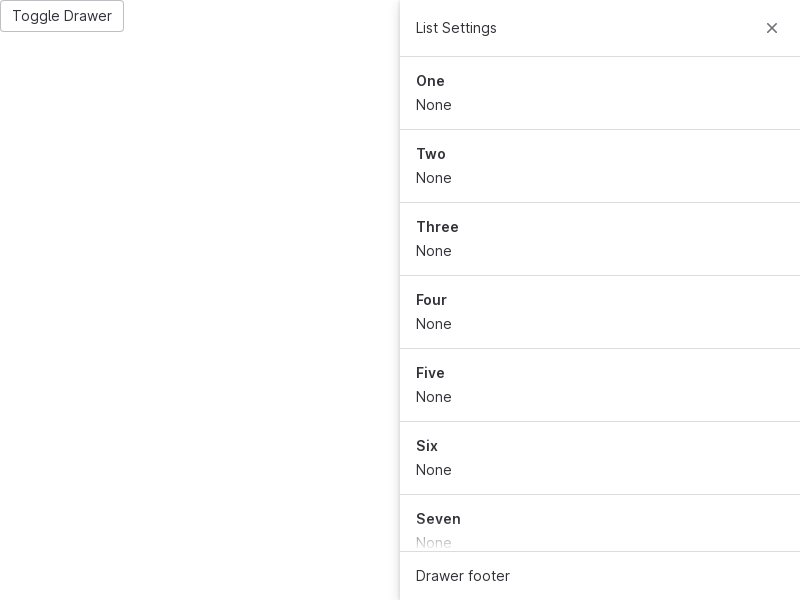 Toggle Drawer
List Settings
One
None
Two
None
Three
None
Four
None
Five
None
Six
None
Seven
None
Drawer footer